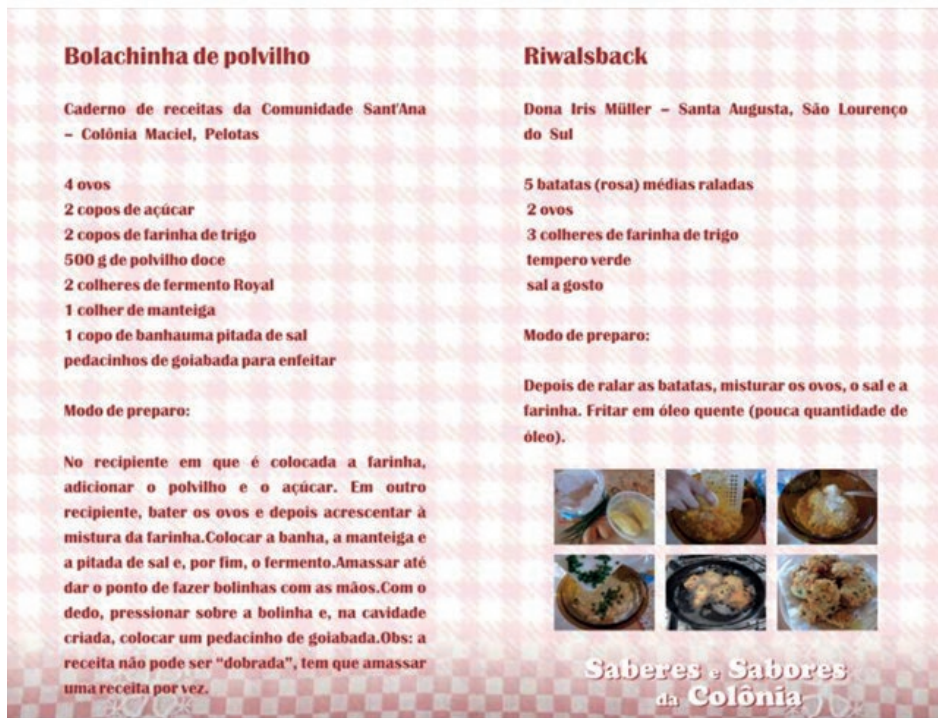 Bolachinha de polvilho
Caderno de receitas da Comunidade Sant'Ana
– Colônia Maciel, Pelotas
4 ovos
2 copos de açúcar
2 copos de farinha de trigo
500 g de polvilho doce
2 colheres de fermento Royal
1 colher de manteiga
1 copo de banhauma pitada de sal
pedacinhos de goiabada para enfeitar
Modo de preparo:
No recipiente em que é colocada a farinha,
adicionar o polvilho e o açúcar. Em outro
recipiente, bater os ovos e depois acrescentar à
mistura da farinha.Colocar a banha, a manteiga e
a pitada de sal e, por fim, o fermento.Amassar até
dar o ponto de fazer bolinhas com as mãos.Com o
dedo, pressionar sobre a bolinha e, na cavidade
criada, colocar um pedacinho de goiabada.Obs: a
receita não pode ser “dobrada”, tem que amassar
uma receita por vez.
Riwalsback
Dona Iris Müller – Santa Augusta, São Lourenço
do Sul
5 batatas (rosa) médias raladas
2 ovos
3 colheres de farinha de trigo
tempero verde
sal a gosto
Modo de preparo:
Depois de ralar as batatas, misturar os ovos, o sal e a
farinha. Fritar em óleo quente (pouca quantidade de
óleo).
Saberes e Sabores
da Colônia